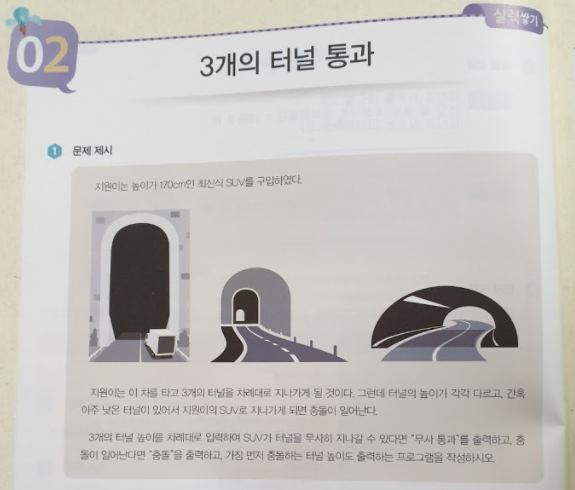 실력쌓기
02
3개의 터널 통과
1 문제 제시
지원이는 높이가 170cm인 최신식 SUV를 구입하였다.
지원이는 이 차를 타고 3개의 터널을 차례대로 지나가게 될 것이다. 그런데 터널의 높이가 각각 다르고, 간혹
아주 낮은 터널이 있어서 지원이의 SUV로 지나가게 되면 충돌이 일어난다.
3개의 터널 높이를 차례대로 입력하여 SUV가 터널을 무사히 지나갈 수 있다면 "무사 통과"를 출력하고, 충
돌이 일어난다면 "충돌"을 출력하고, 가장 먼저 충돌하는 터널 높이도 출력하는 프로그램을 작성하시오.